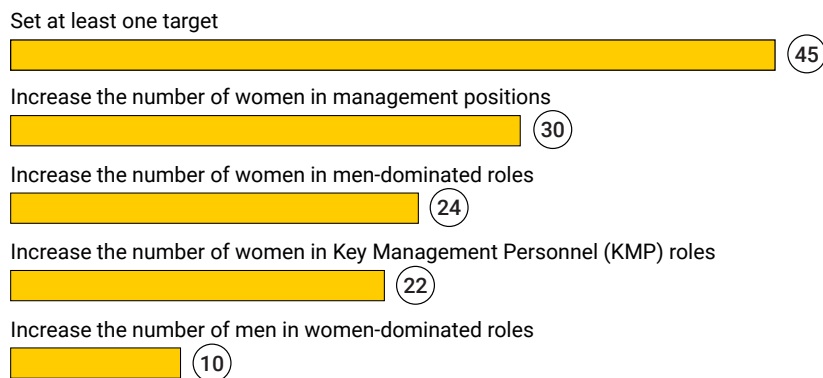 Set at least one target
45
Increase the number of women in management positions
30
Increase the number of women in men-dominated roles
24
Increase the number of women in Key Management Personnel (KMP) roles
22
Increase the number of men in women-dominated roles
10